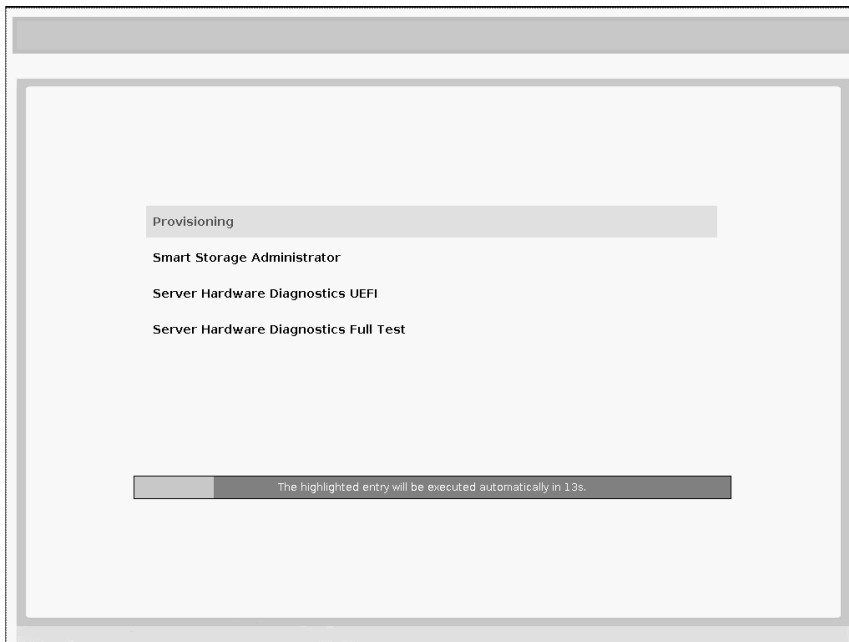 Provisioning
Smart Storage Administrator
Server Hardware Diagnostics UEFI
Server Hardware Diagnostics Full Test
The highlighted entry will be executed automatically in 13s.